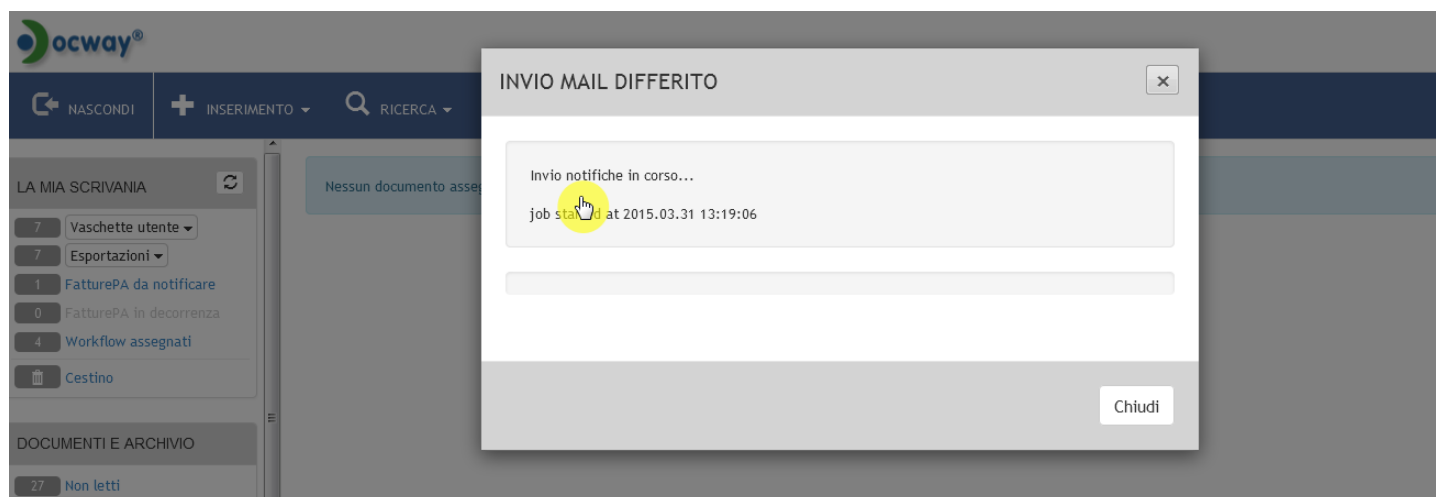 ocway®
NASCONDI
INSERIMENTO
RICERCA
INVIO MAIL DIFFERITO
Invio notifiche in corso...
job started at 2015.03.31 13:19:06
Chiudi
LA MIA SCRIVANIA
7 Vaschette utente
7 Esportazioni
1 FatturePA da notificare
0 FatturePA in decorrenza
4 Workflow assegnati
Cestino
DOCUMENTI E ARCHIVIO
27 Non letti
Nessun documento